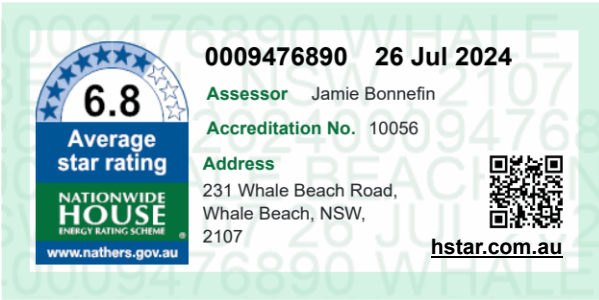 0009476890 26 Jul 2024
6.8
Average
star rating
NATIONWIDE
HOUSE
ENERGY RATING SCHEME
®
www.nathers.gov.au
Assessor Jamie Bonnefin
Accreditation No. 10056
Address
231 Whale Beach Road,
Whale Beach, NSW,
2107
hstar.com.au